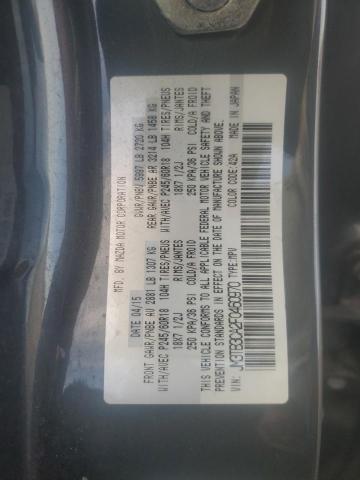 MFD. BY MAZDA MOTOR CORPORATION
DATE 04/15 GVWR/PNBV 5997 LB 2720 KG
FRONT GAWR/PNBE AV 2881 LB 1307 KG REAR GAWR/PNBE AR 3214 LB 1458 KG
WITH/AVEC P245/60R18 104H TIRES/PNEUS WITH/AVEC P245/60R18 104H TIRES/PNEUS
18X7 1/2J RIMS/JANTES 18X7 1/2J RIMS/JANTES
250 KPA/36 PSI COLD/A FROID 250 KPA/36 PSI COLD/A FROID
THIS VEHICLE CONFORMS TO ALL APPLICABLE FEDERAL MOTOR VEHICLE SAFETY AND THEFT
PREVENTION STANDARDS IN EFFECT ON THE DATE OF MANUFACTURE SHOWN ABOVE.
VIN: JM3TB3CA2F0460970 TYPE:MPV COLOR CODE:42A MADE IN JAPAN